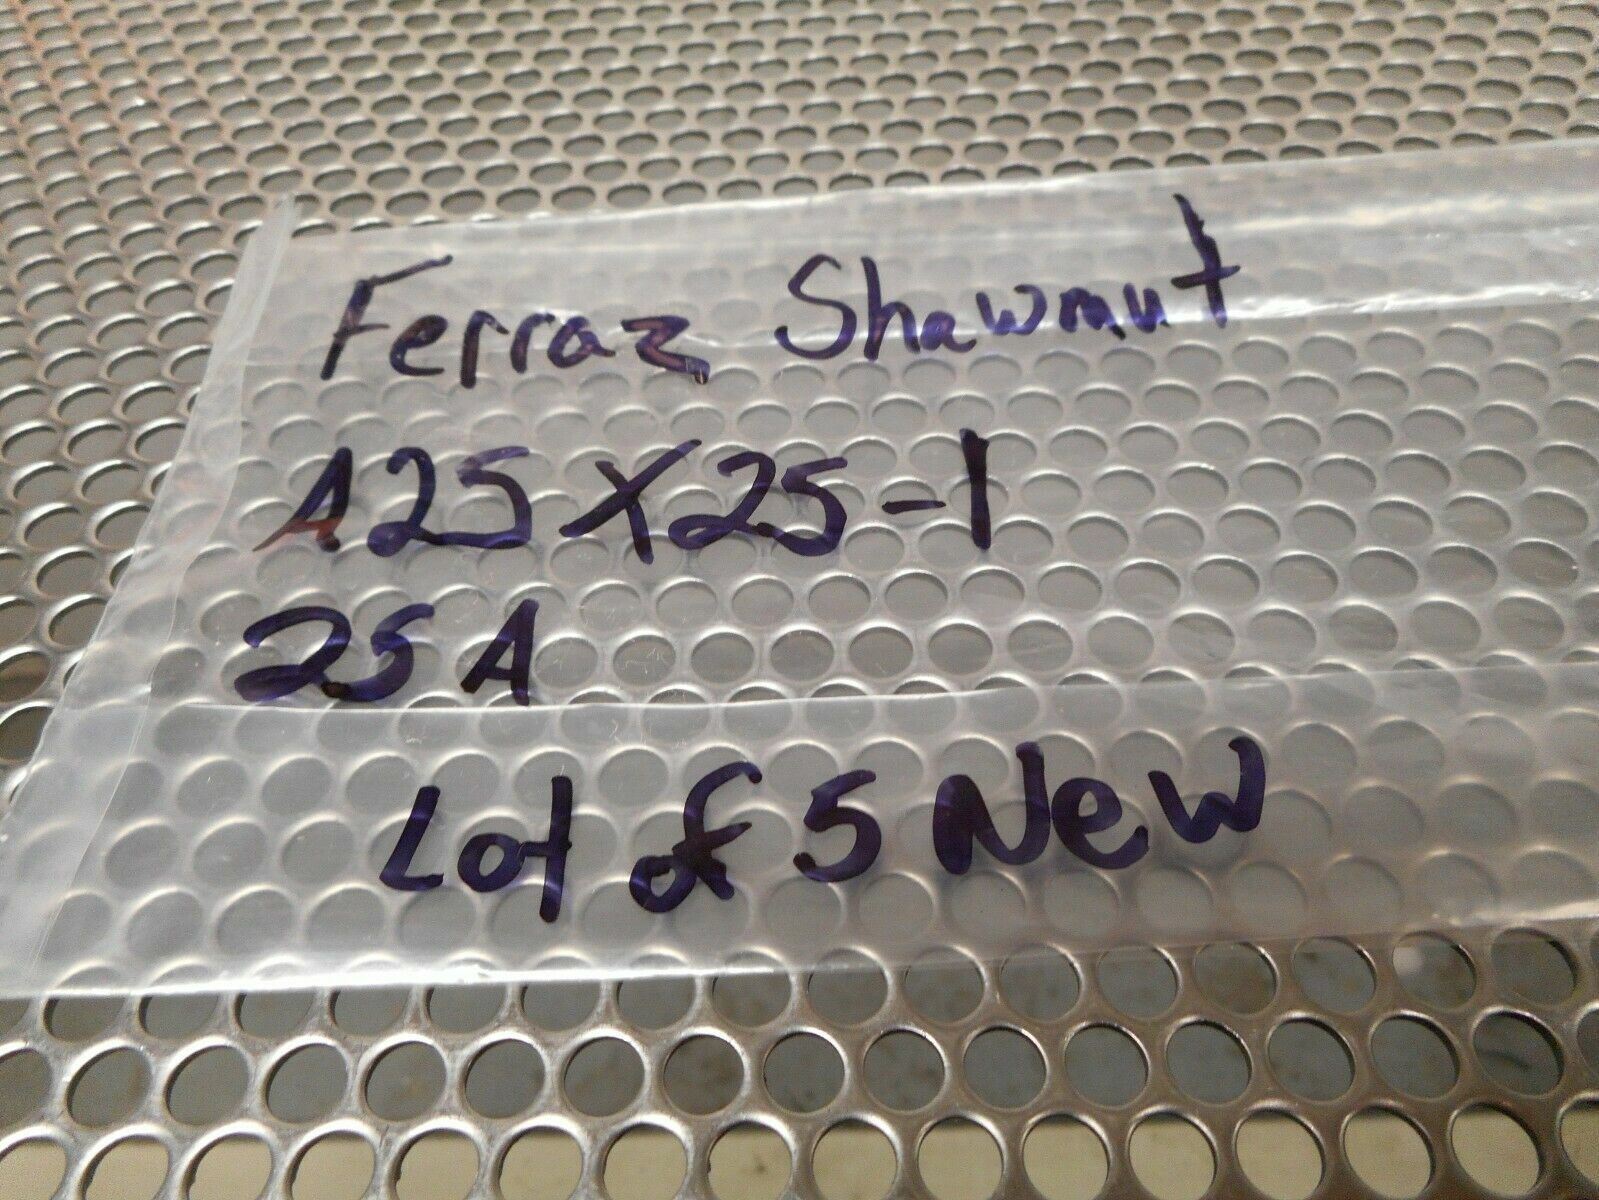 Ferraz Shawmut
A25X25-1
25A
Lot of 5 New